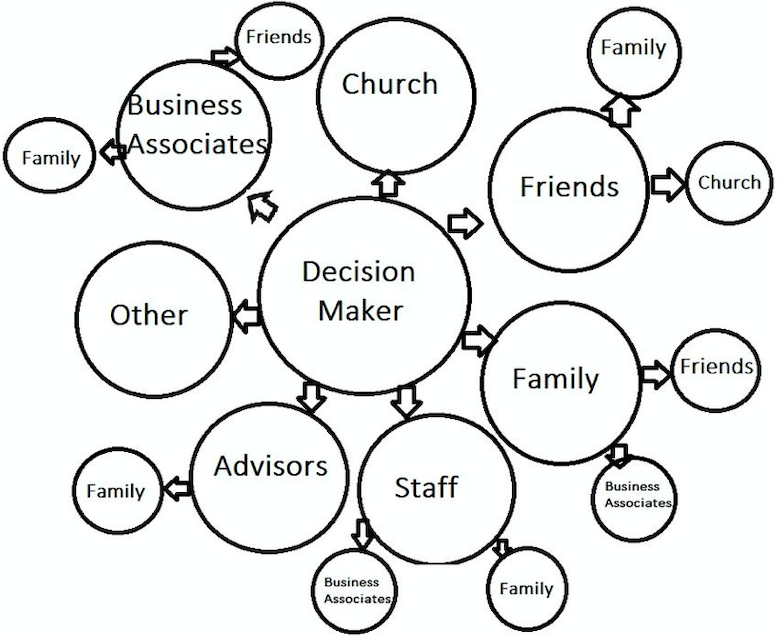 Friends
Church
Family
Business
Associates
Family
Friends
Church
Decision
Maker
Other
Family
Friends
Advisors
Staff
Family
Business
Associates
Business
Associates
Family